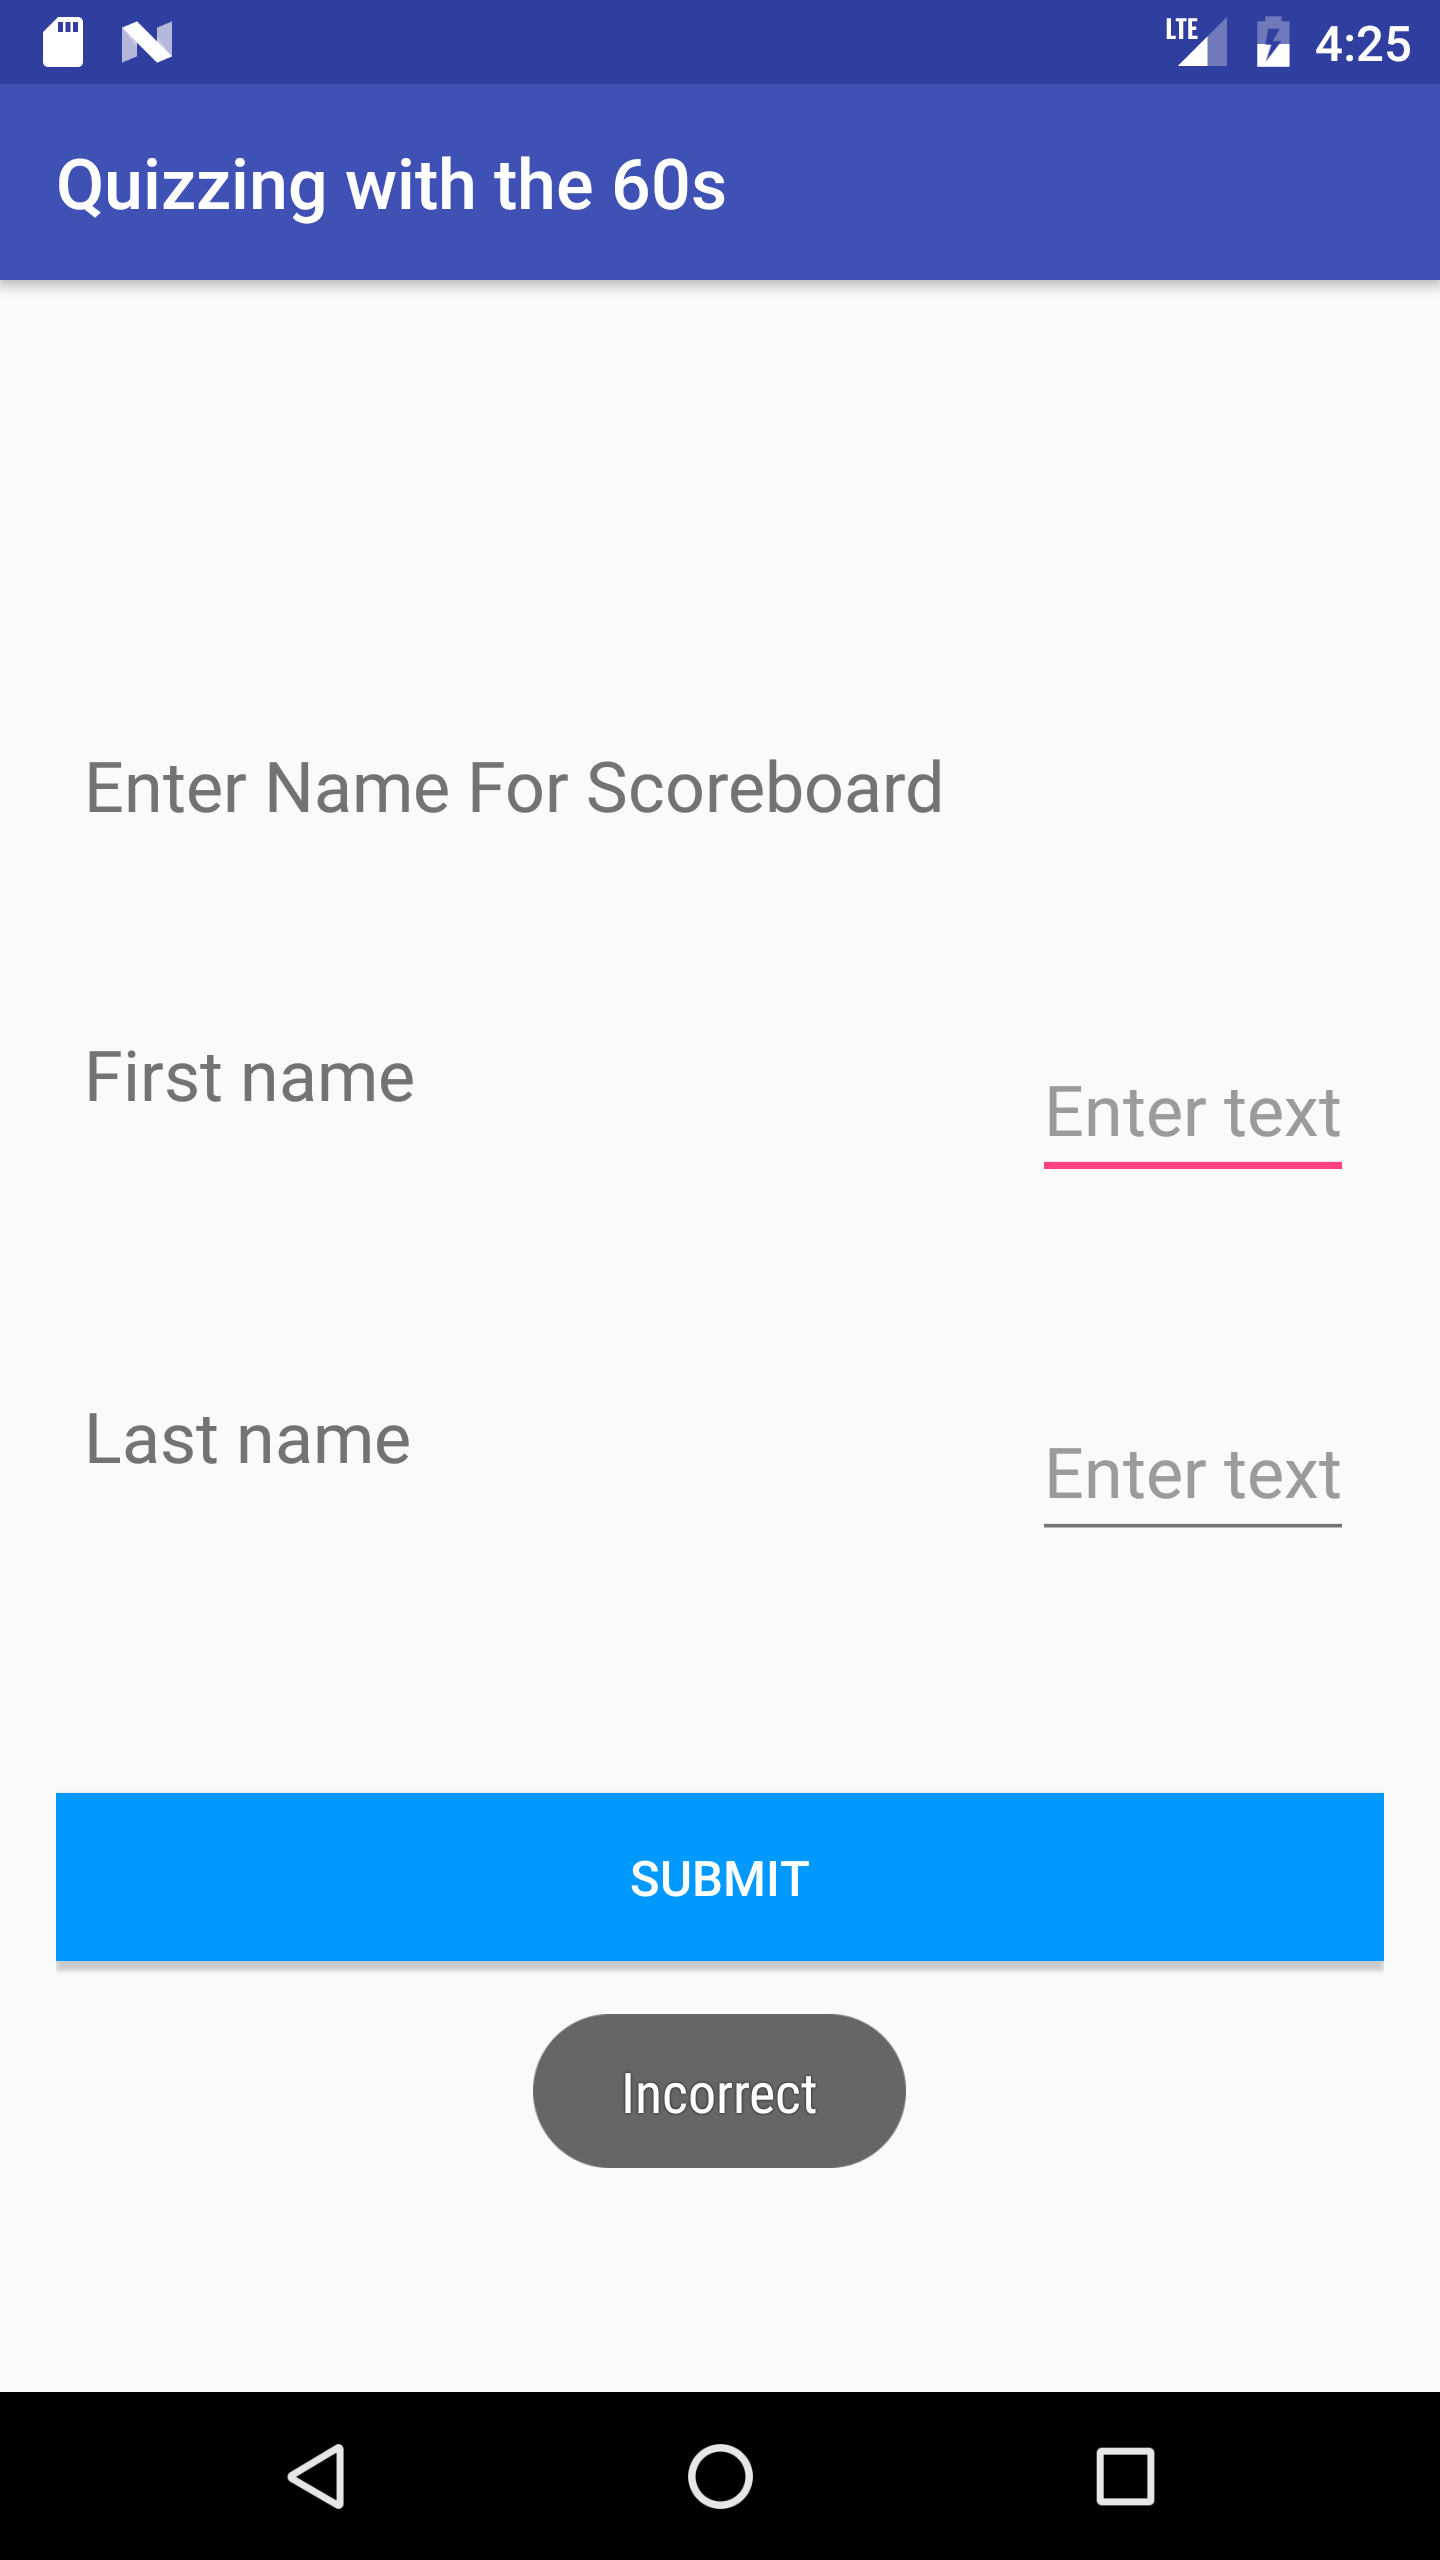 LTE 4:25
Quizzing with the 60s
Enter Name For Scoreboard
First name
Enter text
Last name
Enter text
SUBMIT
Incorrect